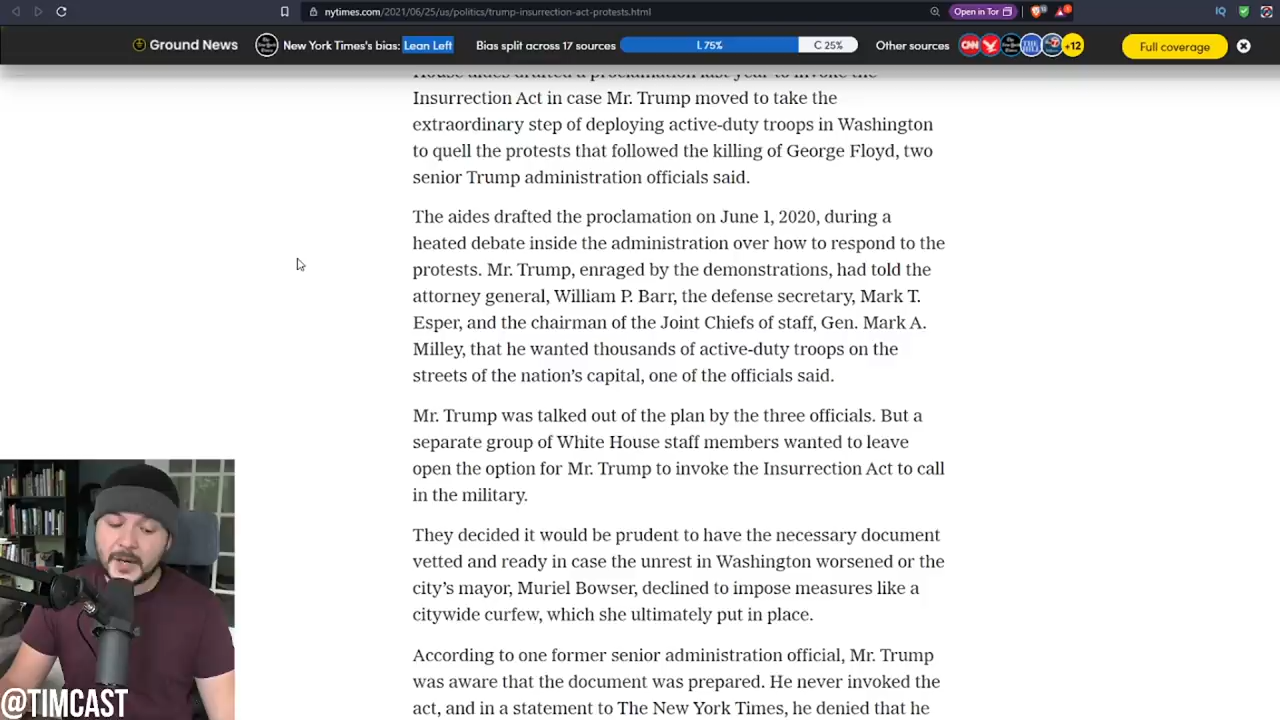 nytimes.com/2021/06/25/us/politics/trump-insurrection-act-protests.html
Open in Tor
IQ
Ground News
New York Times's bias: Lean Left
Bias split across 17 sources
L 75%
C 25%
Other sources
CNN
+12
Full coverage
House aides drafted a proclamation last year to invoke the
Insurrection Act in case Mr. Trump moved to take the
extraordinary step of deploying active-duty troops in Washington
to quell the protests that followed the killing of George Floyd, two
senior Trump administration officials said.
The aides drafted the proclamation on June 1, 2020, during a
heated debate inside the administration over how to respond to the
protests. Mr. Trump, enraged by the demonstrations, had told the
attorney general, William P. Barr, the defense secretary, Mark T.
Esper, and the chairman of the Joint Chiefs of staff, Gen. Mark A.
Milley, that he wanted thousands of active-duty troops on the
streets of the nation's capital, one of the officials said.
Mr. Trump was talked out of the plan by the three officials. But a
separate group of White House staff members wanted to leave
open the option for Mr. Trump to invoke the Insurrection Act to call
in the military.
They decided it would be prudent to have the necessary document
vetted and ready in case the unrest in Washington worsened or the
city's mayor, Muriel Bowser, declined to impose measures like a
citywide curfew, which she ultimately put in place.
According to one former senior administration official, Mr. Trump
was aware that the document was prepared. He never invoked the
act, and in a statement to The New York Times, he denied that he
@TIMCAST